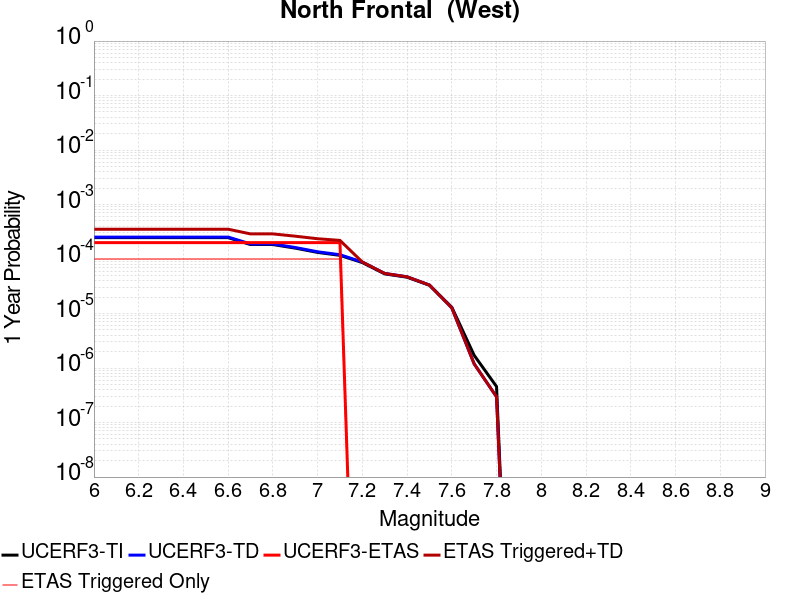 North Frontal  (West)
10^0
10^-1
10^-2
10^-3
10^-4
10^-5
10^-6
10^-7
10^-8
1 Year Probability
6 6.2 6.4 6.6 6.8 7 7.2 7.4 7.6 7.8 8 8.2 8.4 8.6 8.8 9
Magnitude
UCERF3-TI UCERF3-TD UCERF3-ETAS ETAS Triggered+TD
ETAS Triggered Only